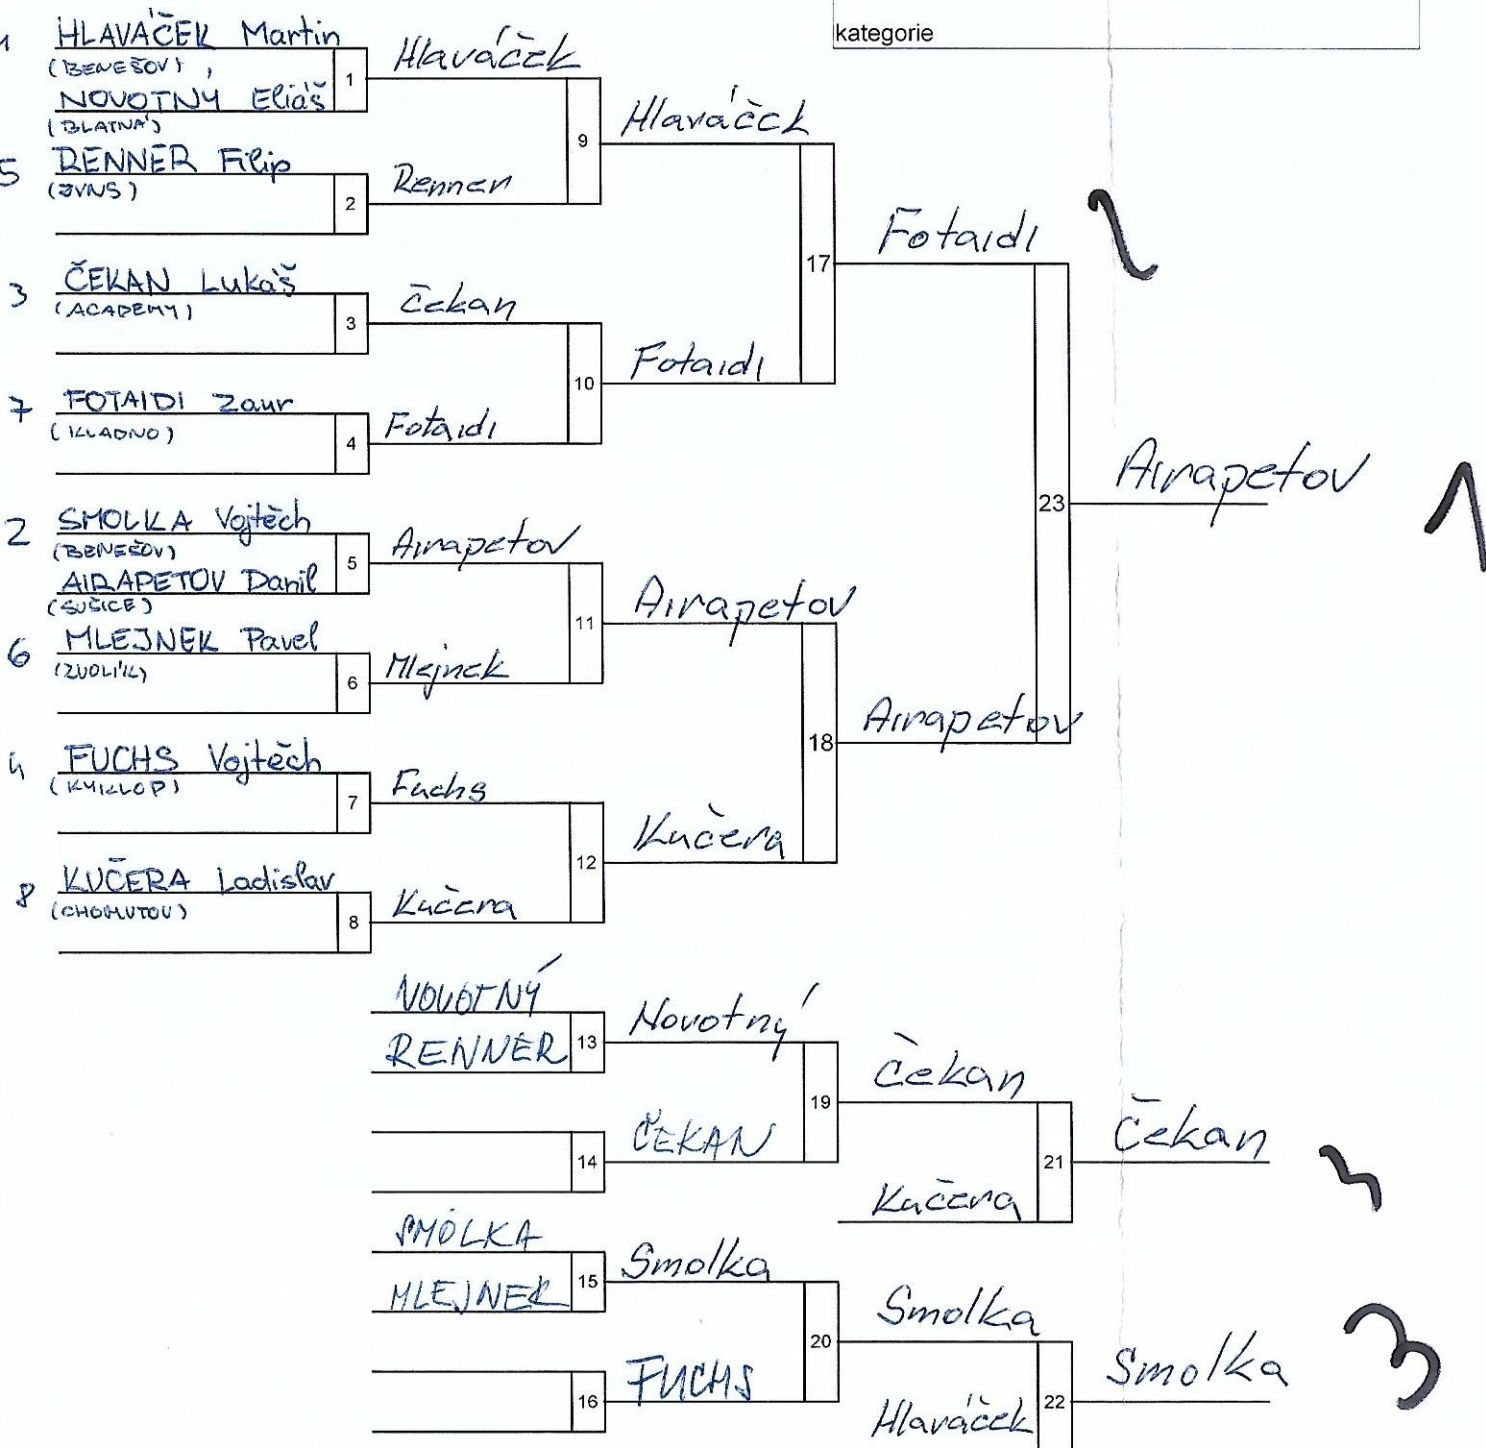 kategorie
1 HLAVÁČEK Martin
(BENEŠOV)
NOVOTNÝ Eliáš
(BLATNÁ)
1
Hlaváček
9
Hlaváček
5 RENNER Filip
(ZVNS)
2
Renner
17
Fotaidi
2
3 ČEKAN Lukáš
(ACADEMY)
3
Čekan
10
Fotaidi
7 FOTAIDI Zaur
(KLADNO)
4
Fotaidi
23
Airapetov
1
2 SMOLKA Vojtěch
(BENEŠOV)
AIRAPETOV Danil
(SUŠICE)
5
Airapetov
11
Airapetov
6 MLEJNEK Pavel
6
Mlejnek
18
Airapetov
4 FUCHS Vojtěch
(KYKLOP)
7
Fuchs
12
Kučera
8 KUČERA Ladislav
(CHOMUTOV)
8
Kučera
NOVOTNÝ
RENNER
13
Novotný
19
Čekan
14
ČEKAN
21
Čekan
3
Kučera
SMOLKA
MLEJNEK
15
Smolka
20
Smolka
16
FUCHS
22
Smolka
3
Hlaváček